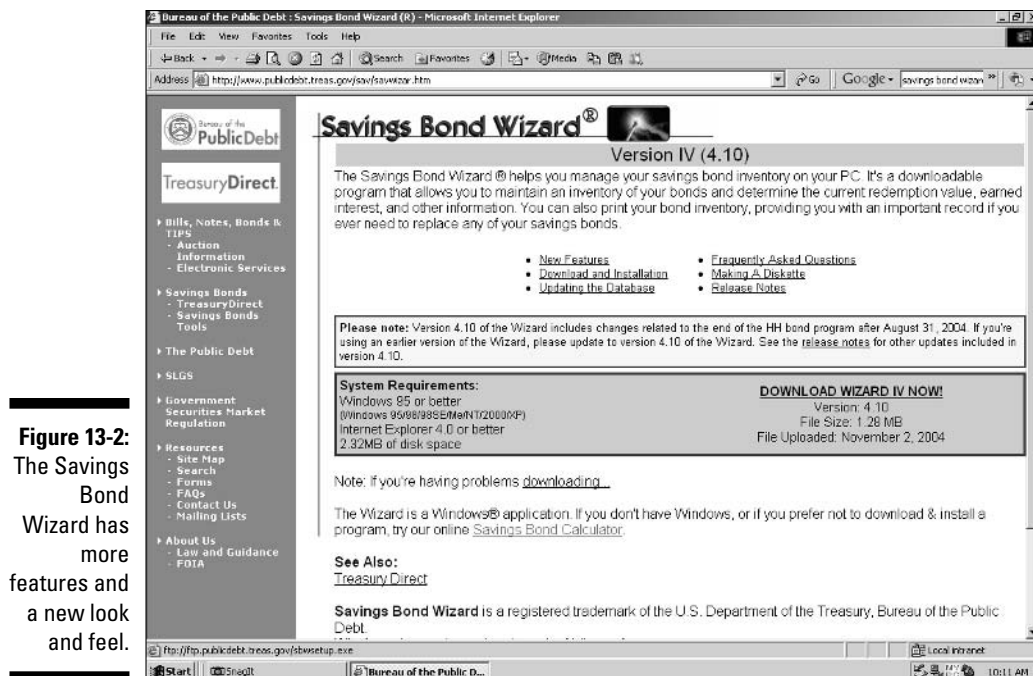 Bureau of the Public Debt : Savings Bond Wizard (R) - Microsoft Internet Explorer
File Edit View Favorites Tools Help
Back Search Favorites Media
Address http://www.publicdebt.treas.gov/sav/savwizar.htm Go Google savings bond wizar
Bureau of the
PublicDebt
TreasuryDirect
Bills, Notes, Bonds &
TIPS
- Auction
Information
- Electronic Services
Savings Bonds
- TreasuryDirect
- Savings Bonds
Tools
The Public Debt
SLGS
Government
Securities Market
Regulation
Resources
- Site Map
- Search
- Forms
- FAQs
- Contact Us
- Mailing Lists
About Us
- Law and Guidance
- FOIA
Savings Bond Wizard®
Version IV (4.10)
The Savings Bond Wizard ® helps you manage your savings bond inventory on your PC. It's a downloadable
program that allows you to maintain an inventory of your bonds and determine the current redemption value, earned
interest, and other information. You can also print your bond inventory, providing you with an important record if you
ever need to replace any of your savings bonds.
• New Features
• Download and Installation
• Updating the Database
• Frequently Asked Questions
• Making A Diskette
• Release Notes
Please note: Version 4.10 of the Wizard includes changes related to the end of the HH bond program after August 31, 2004. If you're
using an earlier version of the Wizard, please update to version 4.10 of the Wizard. See the release notes for other updates included in
version 4.10.
System Requirements:
Windows 95 or better
(Windows 95/98/98SE/Me/NT/2000/XP)
Internet Explorer 4.0 or better
2.32MB of disk space
DOWNLOAD WIZARD IV NOW!
Version: 4.10
File Size: 1.28 MB
File Uploaded: November 2, 2004
Note: If you're having problems downloading...
The Wizard is a Windows® application. If you don't have Windows, or if you prefer not to download & install a
program, try our online Savings Bond Calculator.
See Also:
Treasury Direct
Savings Bond Wizard is a registered trademark of the U.S. Department of the Treasury, Bureau of the Public
Debt.
ftp://ftp.publicdebt.treas.gov/sbwsetup.exe Local intranet
Start SnagIt Bureau of the Public D... 10:11 AM
Figure 13-2:
The Savings
Bond
Wizard has
more
features and
a new look
and feel.